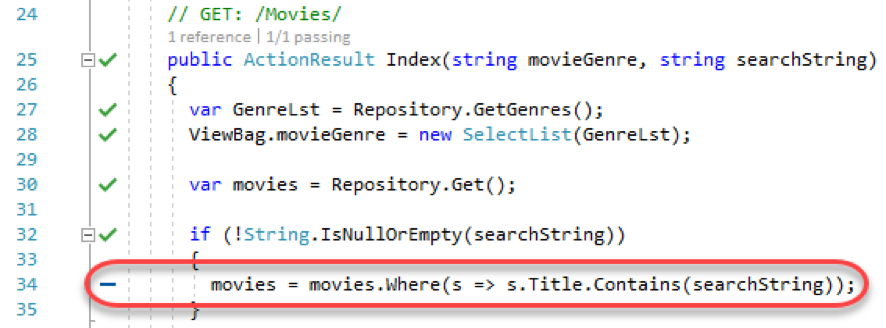 24 // GET: /Movies/
1 reference | 1/1 passing
25 public ActionResult Index(string movieGenre, string searchString)
26 {
27 var GenreLst = Repository.GetGenres();
28 ViewBag.movieGenre = new SelectList(GenreLst);
29
30 var movies = Repository.Get();
31
32 if (!String.IsNullOrEmpty(searchString))
33 {
34 movies = movies.Where(s => s.Title.Contains(searchString));
35 }